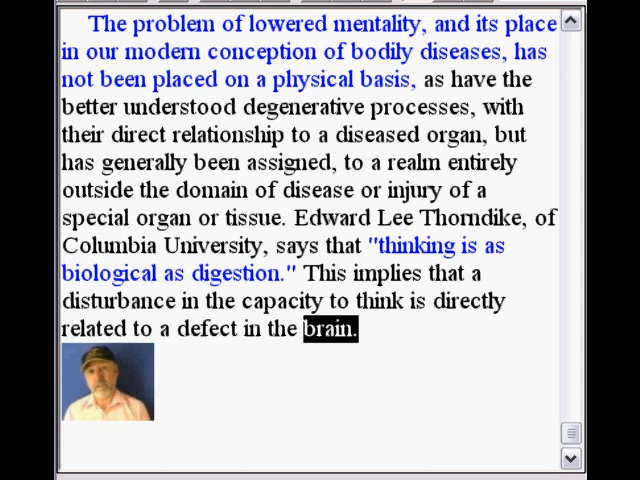 The problem of lowered mentality, and its place
in our modern conception of bodily diseases, has
not been placed on a physical basis, as have the
better understood degenerative processes, with
their direct relationship to a diseased organ, but
has generally been assigned, to a realm entirely
outside the domain of disease or injury of a
special organ or tissue. Edward Lee Thorndike, of
Columbia University, says that "thinking is as
biological as digestion." This implies that a
disturbance in the capacity to think is directly
related to a defect in the brain.